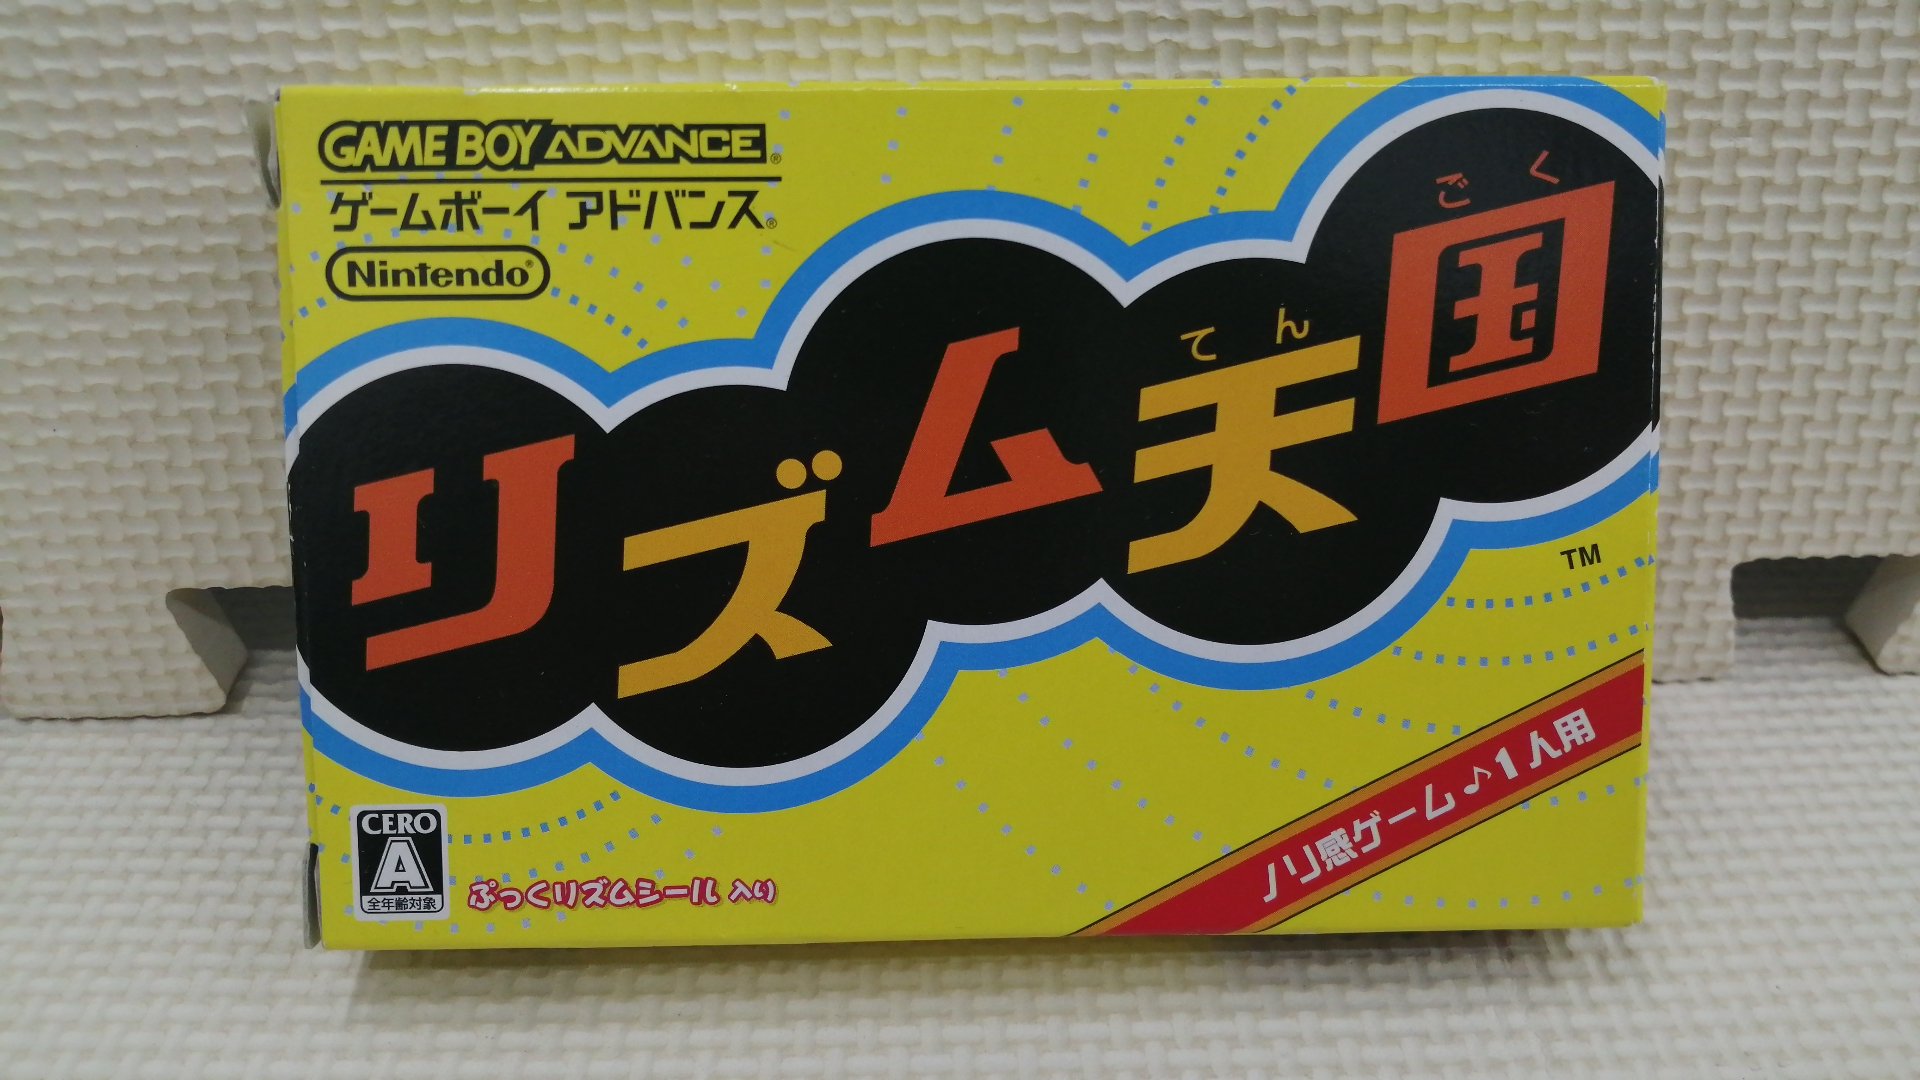 GAME BOY ADVANCE®
ゲームボーイ アドバンス®
Nintendo®
ごく
てん
リズム天国
TM
ノリ感ゲーム♪1人用
CERO
A
全年齢対象
ぷっくリズムシール 入り